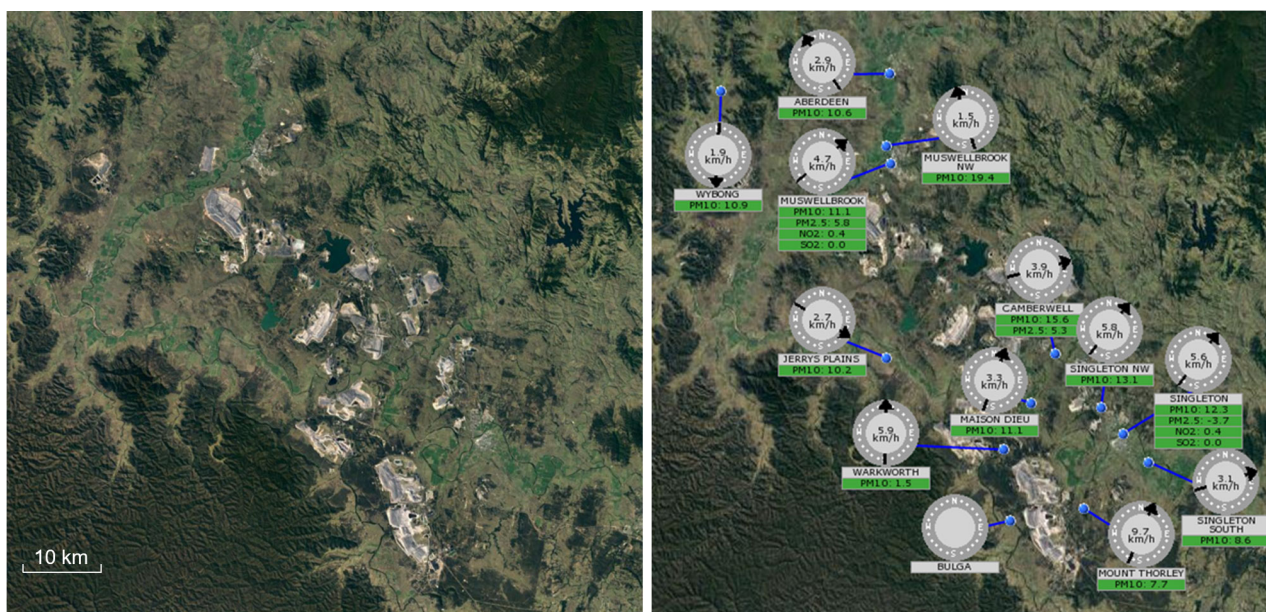 10 km
2.9
km/h
ABERDEEN
PM10: 10.6
1.5
km/h
MUSWELLBROOK
NW
PM10: 19.4
1.9
km/h
WYBONG
PM10: 10.9
4.7
km/h
MUSWELLBROOK
PM10: 11.1
PM2.5: 5.8
NO2: 0.4
SO2: 0.0
3.9
km/h
CAMBERWELL
PM10: 15.6
PM2.5: 5.3
2.7
km/h
JERRYS PLAINS
PM10: 10.2
5.8
km/h
SINGLETON NW
PM10: 13.1
5.6
km/h
SINGLETON
PM10: 12.3
PM2.5: -3.7
NO2: 0.4
SO2: 0.0
3.3
km/h
MAISON DIEU
PM10: 11.1
5.9
km/h
WARKWORTH
PM10: 1.5
3.1
km/h
SINGLETON
SOUTH
PM10: 8.6
BULGA
9.7
km/h
MOUNT THORLEY
PM10: 7.7